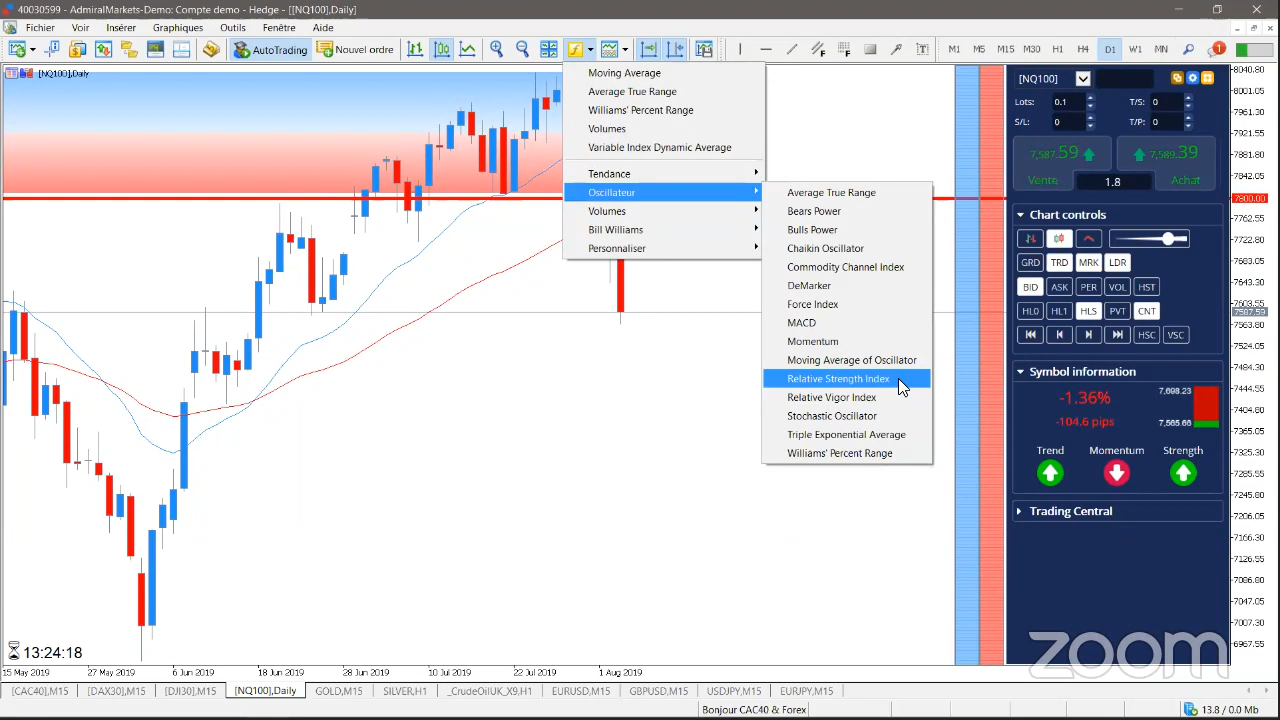 40030599 - AdmiralMarkets-Demo: Compte demo - Hedge - [[NQ100],Daily]
Fichier Voir Insérer Graphiques Outils Fenêtre Aide
AutoTrading Nouvel ordre M1 M5 M15 M30 H1 H4 D1 W1 MN 1
[NQ100],Daily
Moving Average
Average True Range
Williams' Percent Range
Volumes
Variable Index Dynamic Average
Tendance
Oscillateur
Volumes
Bill Williams
Personnaliser
Average True Range
Bears Power
Bulls Power
Chaikin Oscillator
Commodity Channel Index
DeMarker
Force Index
MACD
Momentum
Moving Average of Oscillator
Relative Strength Index
Relative Vigor Index
Stochastic Oscillator
Triple Exponential Average
Williams' Percent Range
[NQ100]
Lots: 0.1 T/S: 0
S/L: 0 T/P: 0
7,587.59 7,589.39
Vente 1.8 Achat
Chart controls
GRD TRD MRK LDR
BID ASK PER VOL HST
HL0 HL1 HLS PVT CNT
HSC VSC
Symbol information
-1.36%
-104.6 pips
7,698.23
7,565.66
Trend Momentum Strength
Trading Central
8040.80
8001.05
7961.30
7921.55
7881.80
7842.05
7800.00
7762.55
7722.80
7683.05
7643.30
7603.55
7587.59
7563.80
7524.05
7484.30
7444.55
7404.80
7365.05
7325.30
7285.55
7245.80
7206.05
7166.30
7126.55
7086.80
7047.05
7007.30
6967.55
13:24:18
zoom
15 May 2019 27 May 2019 6 Jun 2019 18 Jun 2019 28 Jun 2019 10 Jul 2019 22 Jul 2019 1 Aug 2019
[CAC40],M15 [DAX30],M15 [DJI30],M15 [NQ100],Daily GOLD,M15 SILVER,H1 _CrudeOilUK_X9,H1 EURUSD,M15 GBPUSD,M15 USDJPY,M15 EURJPY,M15
Bonjour CAC40 & Forex 13.8 / 0.0 Mb